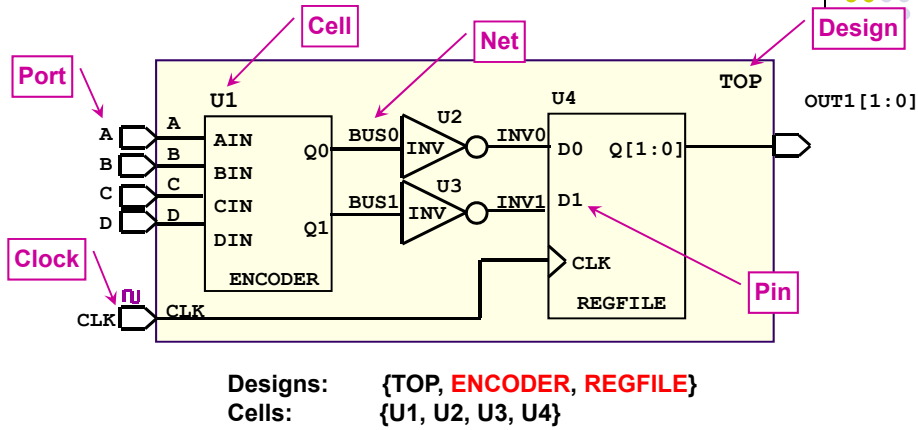 Cell
Net
Design
Port
TOP
U1
U4
OUT1[1:0]
A
A
AIN
Q0
BUS0
U2
INV
INV0
D0
Q[1:0]
B
B
BIN
C
C
CIN
U3
BUS1
INV
INV1
D1
D
D
DIN
Q1
Clock
ENCODER
CLK
Pin
REGFILE
CLK
CLK
Designs: {TOP, ENCODER, REGFILE}
Cells: {U1, U2, U3, U4}